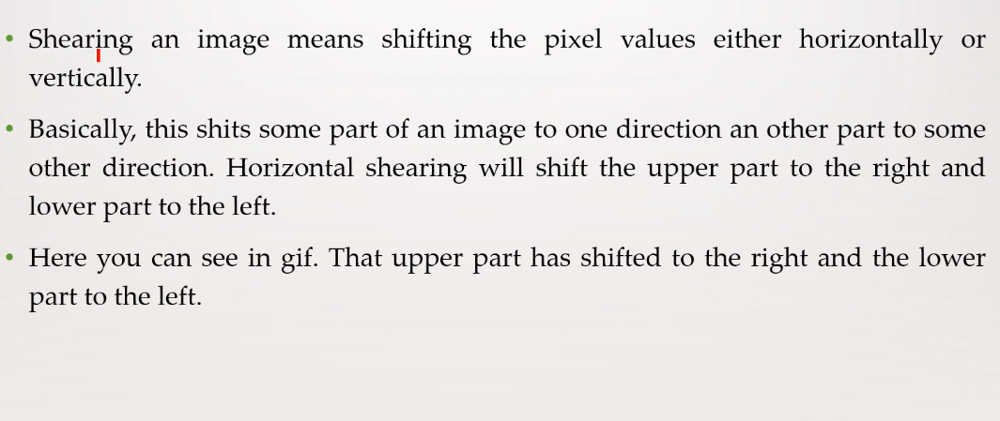 • Shearing an image means shifting the pixel values either horizontally or
vertically.
• Basically, this shits some part of an image to one direction an other part to some
other direction. Horizontal shearing will shift the upper part to the right and
lower part to the left.
• Here you can see in gif. That upper part has shifted to the right and the lower
part to the left.